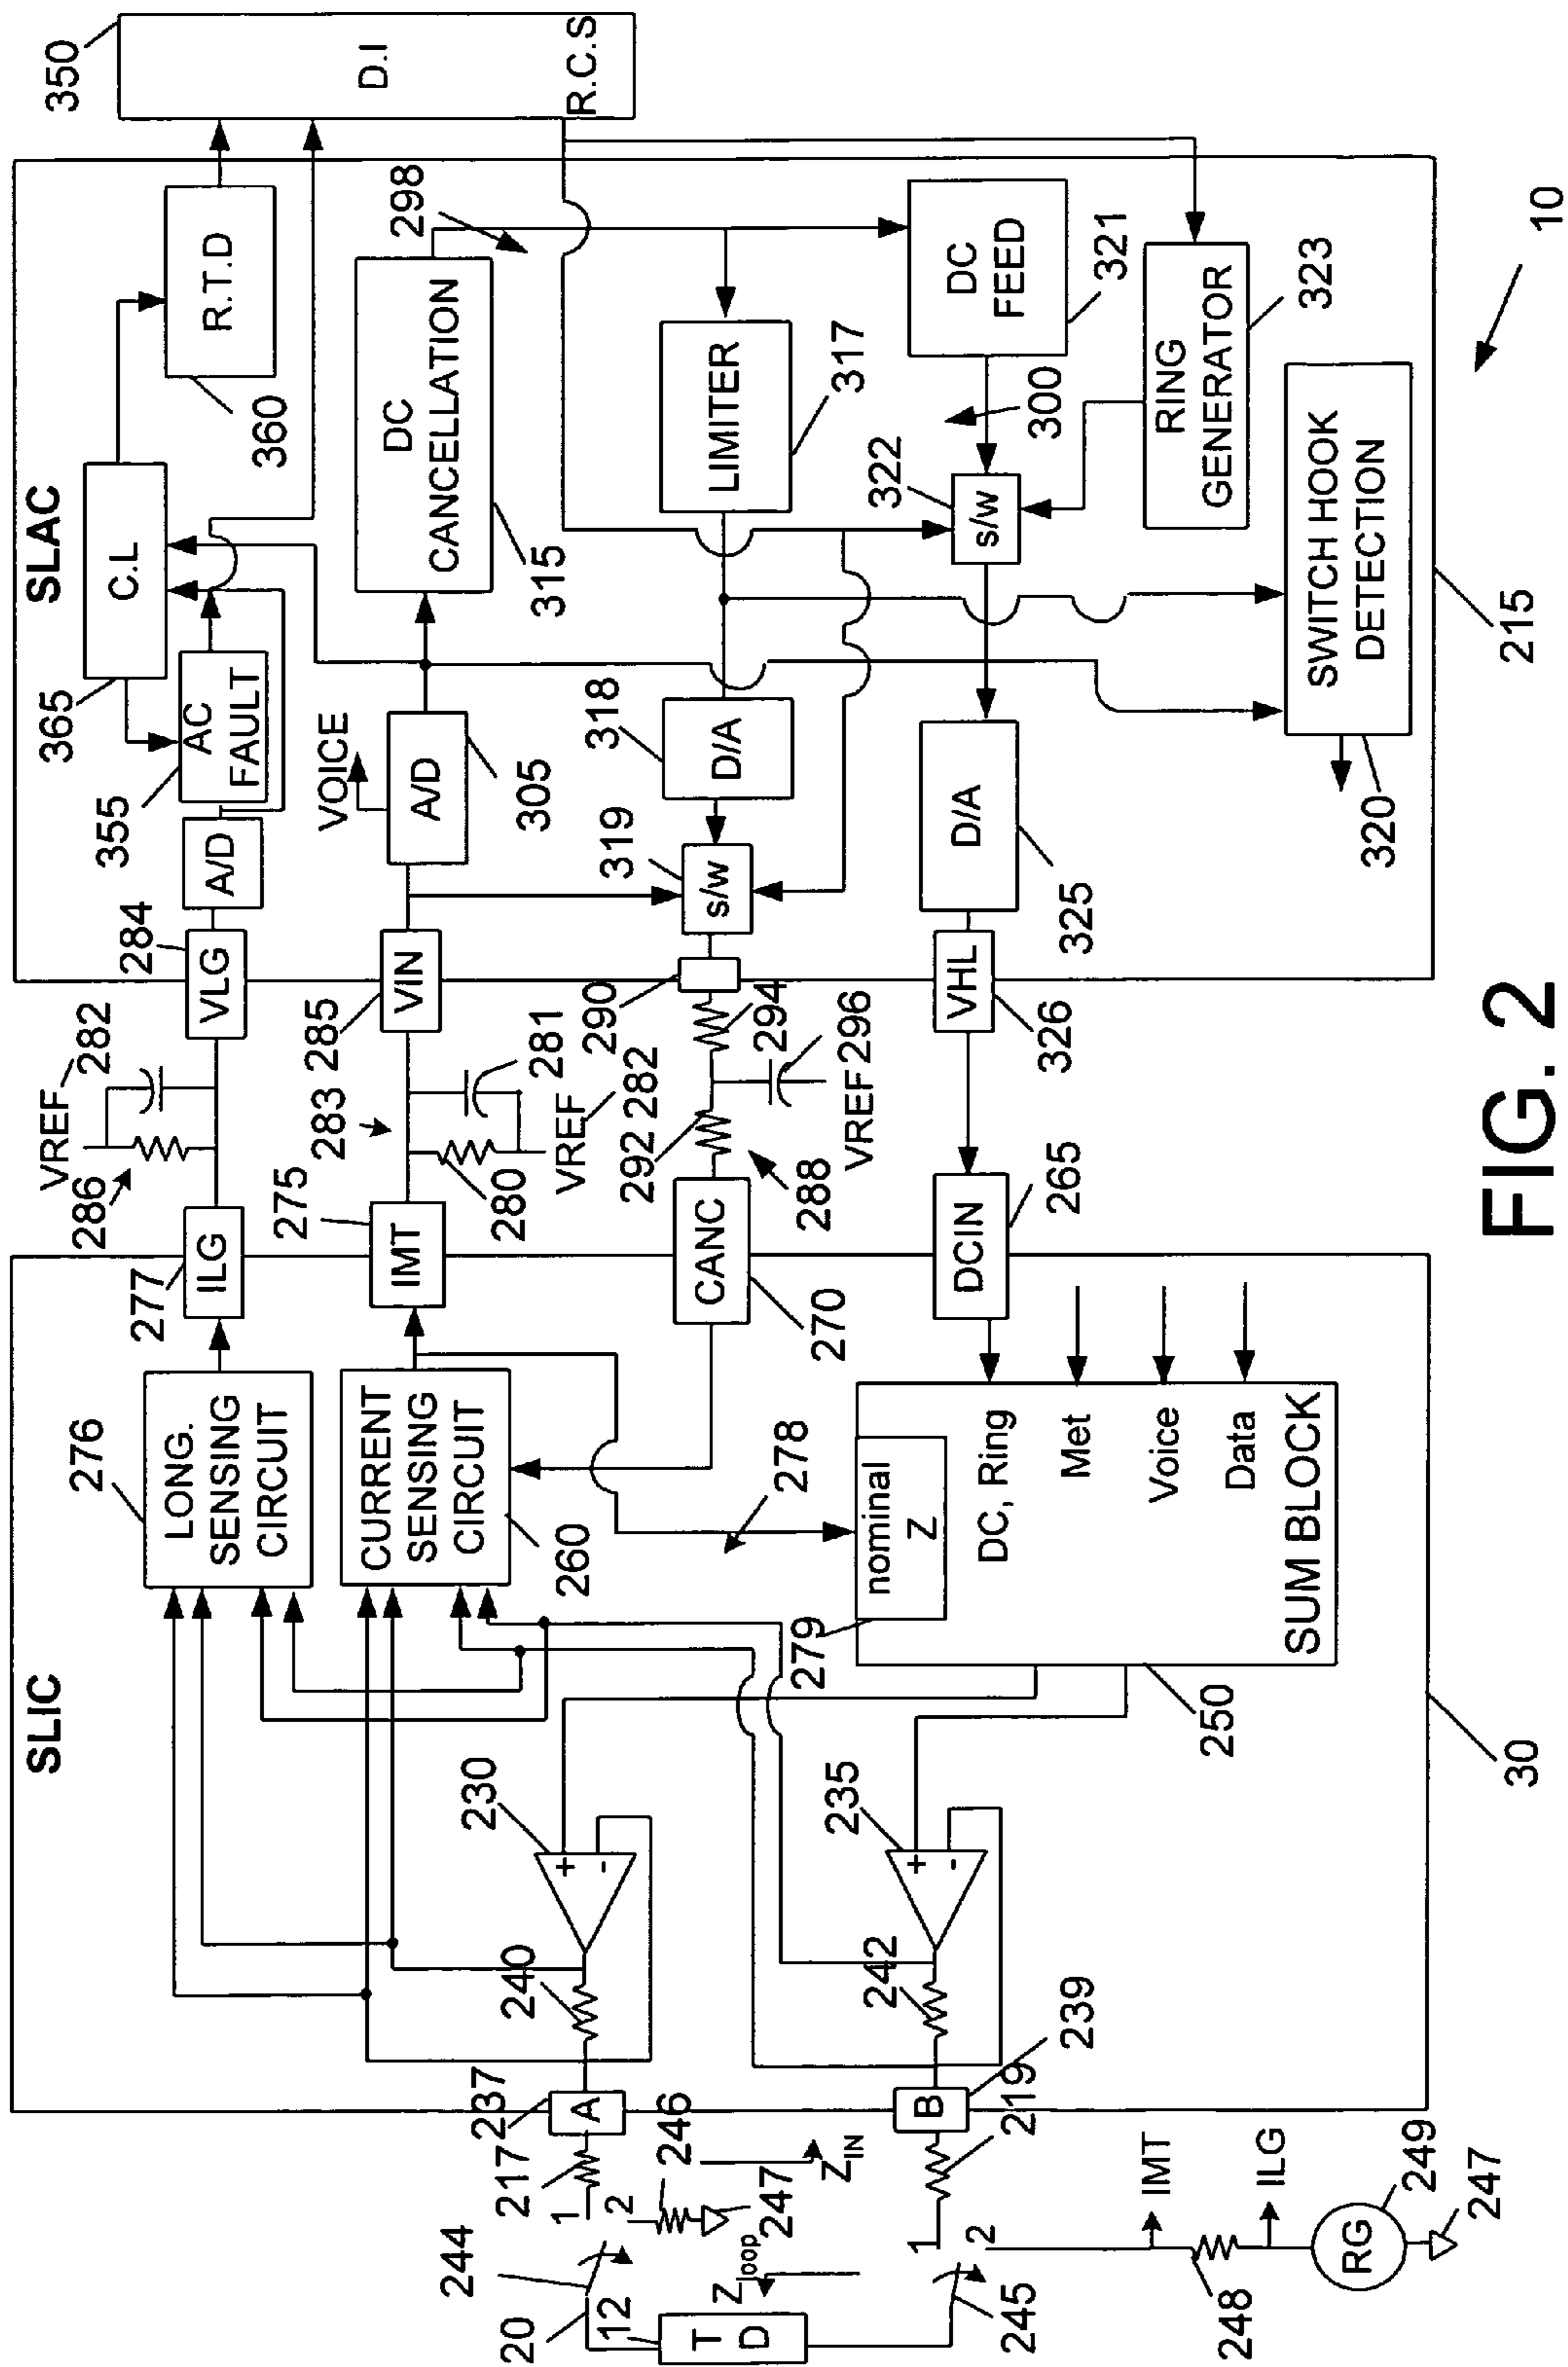 350
D.I
R.C.S
SLAC
R.T.D
360
C.L
365
AC
FAULT
355
A/D
VLG
284
298
DC
CANCELLATION
315
VOICE
A/D
305
VIN
285
LIMITER
317
D/A
318
s/w
319
290
DC
FEED
321
300
s/w
322
D/A
325
VHL
326
RING
GENERATOR
323
SWITCH HOOK
DETECTION
320
215
10
VREF
282
286
283
281
280
VREF
282
294
292
296
VREF
288
SLIC
ILG
277
LONG.
SENSING
CIRCUIT
276
IMT
275
CURRENT
SENSING
CIRCUIT
260
CANC
270
DCIN
265
278
nominal
Z
279
DC, Ring
Met
Voice
Data
SUM BLOCK
250
230
+
-
240
235
+
-
242
A
237
B
239
30
217
219
1
2
246
247
ZIN
244
20
12
T
D
Zloop
1
2
245
IMT
ILG
248
RG
249
247
FIG. 2